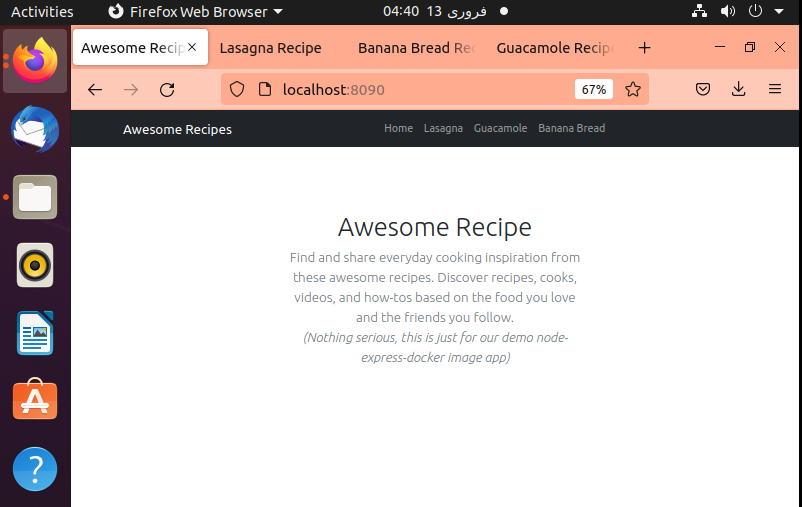 Activities
Firefox Web Browser
04:40 13 فروری
Awesome Recip
Lasagna Recipe
Banana Bread Rec
Guacamole Recip
localhost:8090
67%
Awesome Recipes
Home
Lasagna
Guacamole
Banana Bread
Awesome Recipe
Find and share everyday cooking inspiration from
these awesome recipes. Discover recipes, cooks,
videos, and how-tos based on the food you love
and the friends you follow.
(Nothing serious, this is just for our demo node-
express-docker image app)